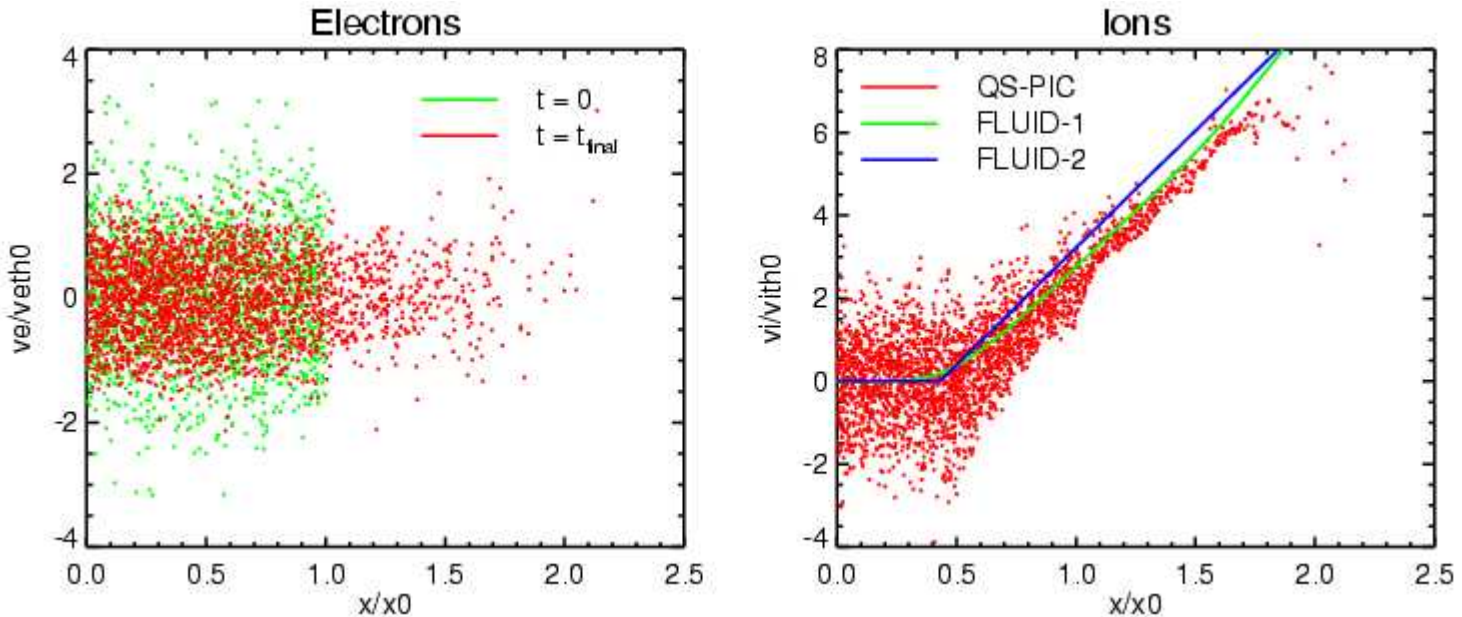 Electrons
4
2
0
-2
-4
ve/veth0
t = 0
t = t_final
0.0 0.5 1.0 1.5 2.0 2.5
x/x0
Ions
8
6
4
2
0
-2
-4
vi/vith0
QS-PIC
FLUID-1
FLUID-2
0.0 0.5 1.0 1.5 2.0 2.5
x/x0